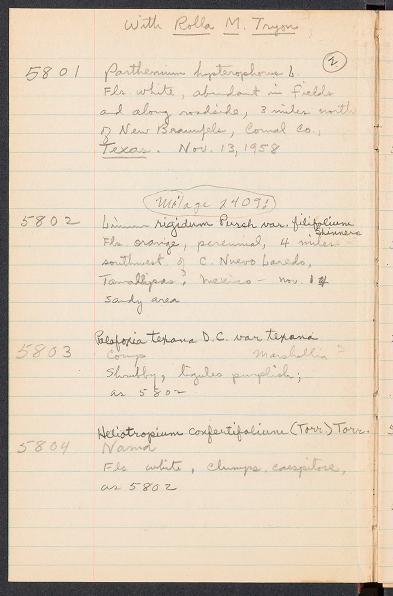 With Rolla M. Tryon
2
5801 Parthenium hysterophorus L.
Fls. white, abundant in fields
and along roadside, 3 miles north
of New Braunfels, Comal Co.,
Texas. Nov. 13, 1958
Milage 2409!
5802 Linum rigidum Pursh var. filifolium
Shinners
Fls. orange, perennial, 4 miles
southwest of C. Nuevo Laredo,
Tamallipas?, Mexico - Nov. 14
Sandy area
Palafoxia texana D.C. var texana
5803 Comp Marshallia ?
Shrubby, ligules purplish;
as 5802
Heliotropium confertifolium (Torr.) Torr.
5804 Nama
Fls white, clumps caespitose,
as 5802